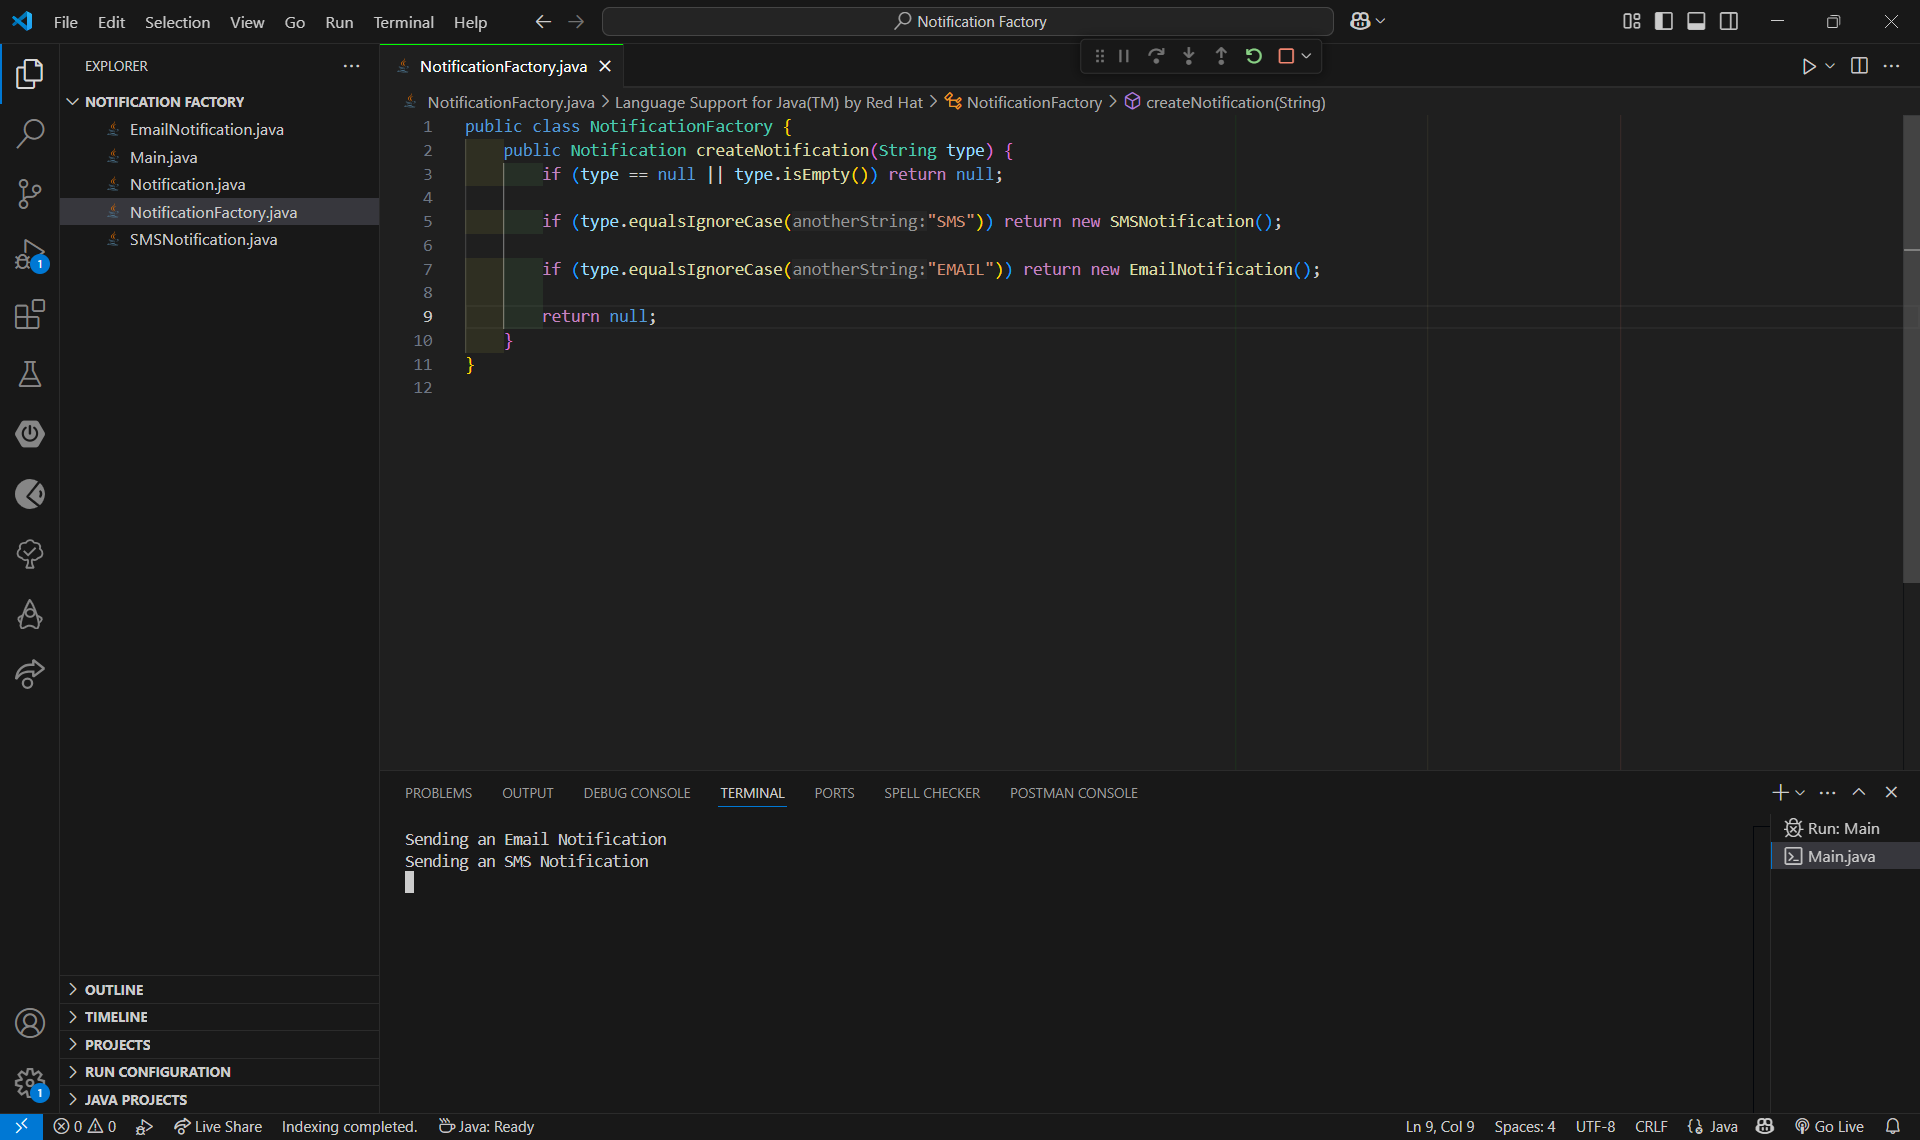 File Edit Selection View Go Run Terminal Help
Notification Factory
EXPLORER
NOTIFICATION FACTORY
EmailNotification.java
Main.java
Notification.java
NotificationFactory.java
SMSNotification.java
1
OUTLINE
TIMELINE
PROJECTS
RUN CONFIGURATION
JAVA PROJECTS
1
NotificationFactory.java
NotificationFactory.java > Language Support for Java(TM) by Red Hat > NotificationFactory > createNotification(String)
1 public class NotificationFactory {
2 public Notification createNotification(String type) {
3 if (type == null || type.isEmpty()) return null;
4
5 if (type.equalsIgnoreCase(anotherString:"SMS")) return new SMSNotification();
6
7 if (type.equalsIgnoreCase(anotherString:"EMAIL")) return new EmailNotification();
8
9 return null;
10 }
11 }
12
PROBLEMS OUTPUT DEBUG CONSOLE TERMINAL PORTS SPELL CHECKER POSTMAN CONSOLE
Sending an Email Notification
Sending an SMS Notification
Run: Main
Main.java
0 0 Live Share Indexing completed. Java: Ready Ln 9, Col 9 Spaces: 4 UTF-8 CRLF Java Go Live